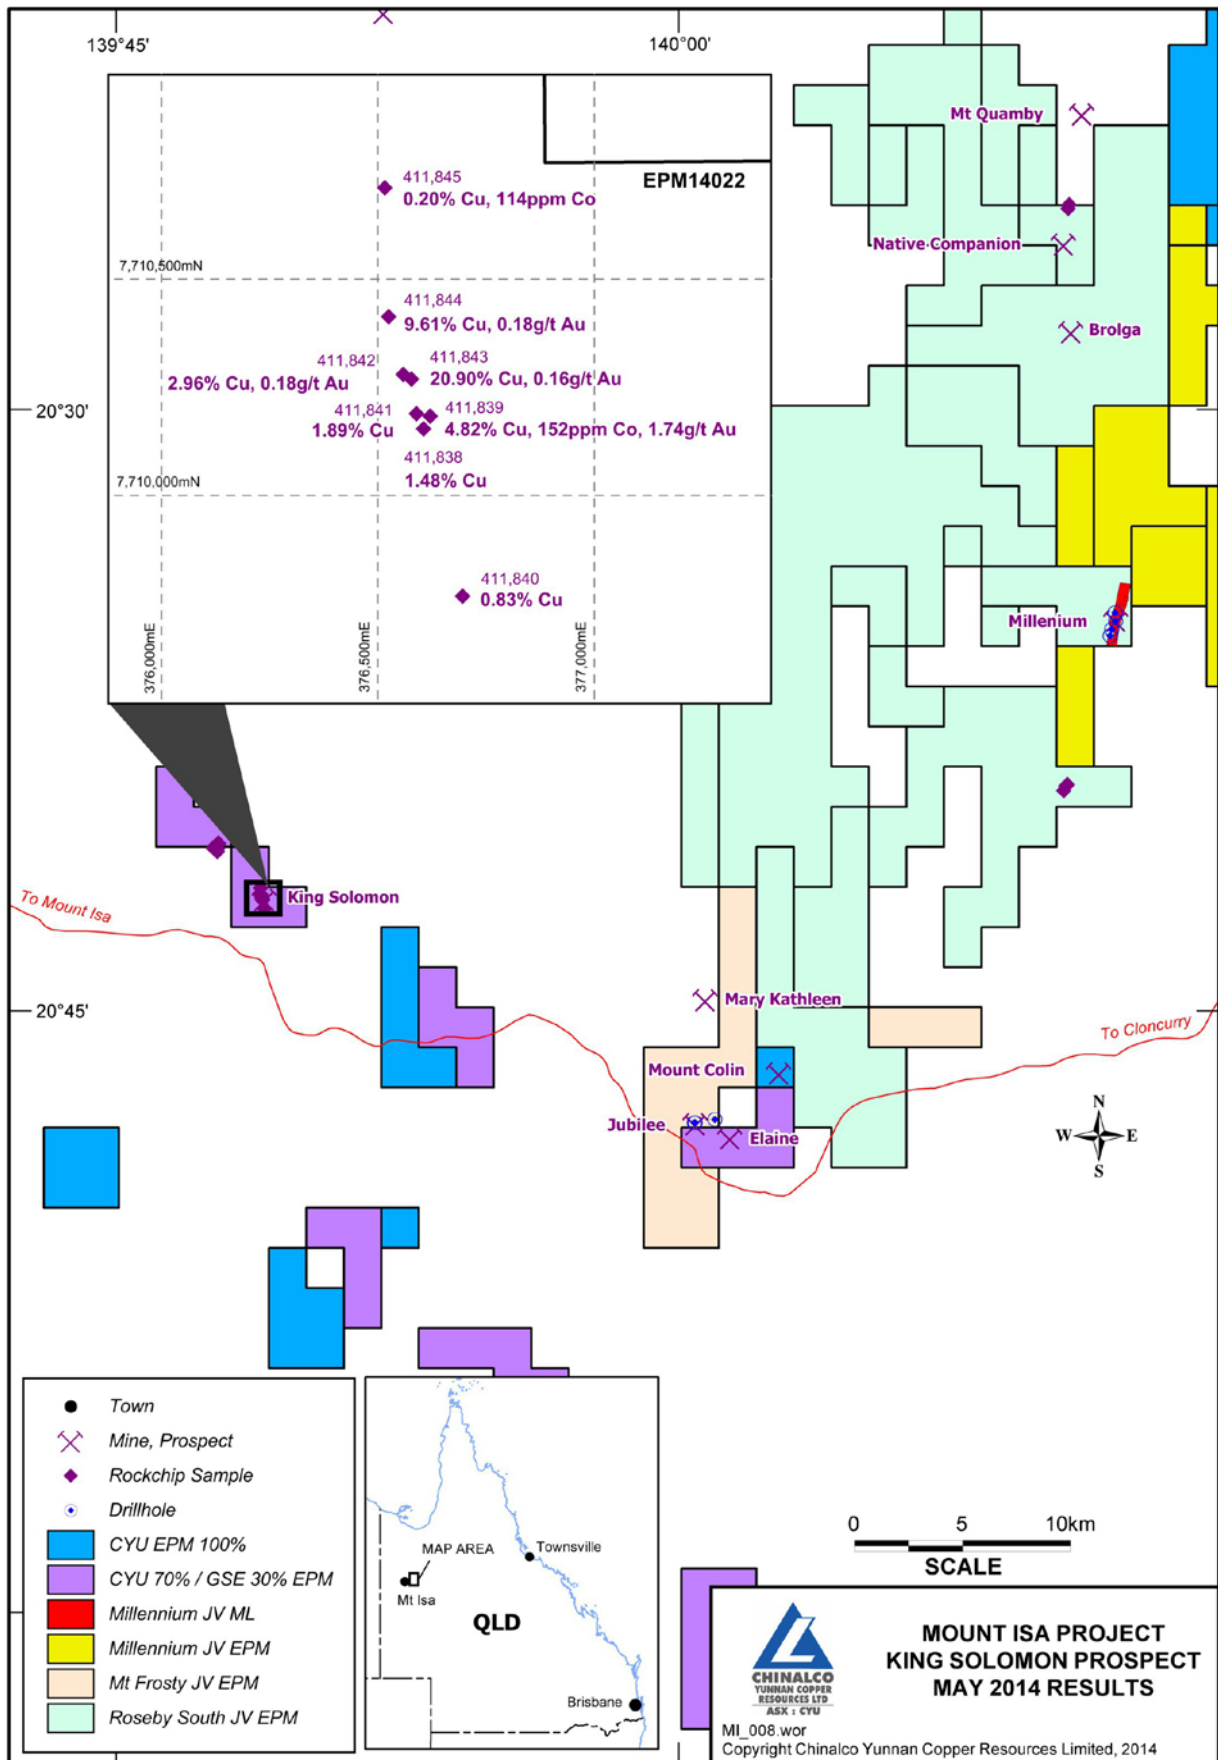 139°45'
140°00'
EPM14022
411,845
0.20% Cu, 114ppm Co
7,710,500mN
411,844
9.61% Cu, 0.18g/t Au
411,842
2.96% Cu, 0.18g/t Au
411,843
20.90% Cu, 0.16g/t Au
411,841
1.89% Cu
411,839
4.82% Cu, 152ppm Co, 1.74g/t Au
411,838
1.48% Cu
7,710,000mN
411,840
0.83% Cu
376,000mE
376,500mE
377,000mE
Mt Quamby
Native Companion
Brolga
20°30'
Millenium
King Solomon
To Mount Isa
20°45'
Mary Kathleen
To Cloncurry
Mount Colin
Jubilee
Elaine
N
W
E
S
Town
Mine, Prospect
Rockchip Sample
Drillhole
CYU EPM 100%
CYU 70% / GSE 30% EPM
Millennium JV ML
Millennium JV EPM
Mt Frosty JV EPM
Roseby South JV EPM
MAP AREA
Townsville
Mt Isa
QLD
Brisbane
0 5 10km
SCALE
CHINALCO
YUNNAN COPPER
RESOURCES LTD
ASX : CYU
MOUNT ISA PROJECT
KING SOLOMON PROSPECT
MAY 2014 RESULTS
MI_008.wor
Copyright Chinalco Yunnan Copper Resources Limited, 2014